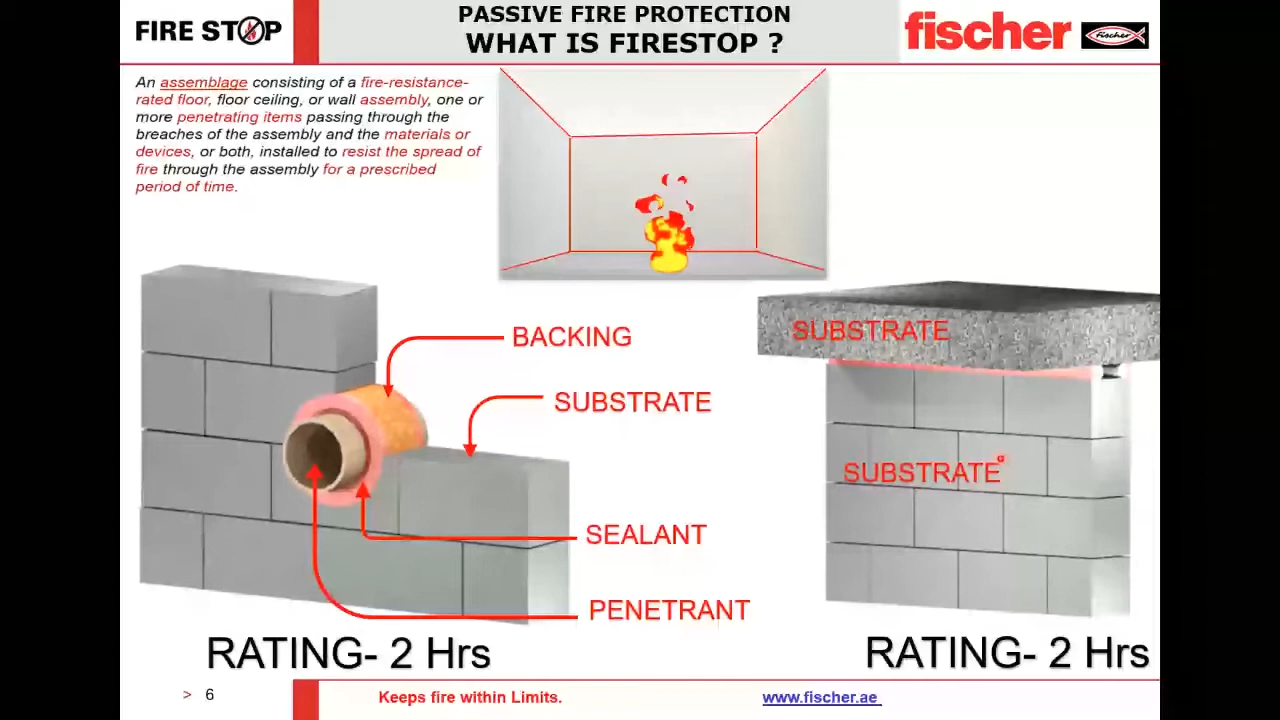 FIRE STOP
PASSIVE FIRE PROTECTION
WHAT IS FIRESTOP ?
fischer
fischer
An assemblage consisting of a fire-resistance-
rated floor, floor ceiling, or wall assembly, one or
more penetrating items passing through the
breaches of the assembly and the materials or
devices, or both, installed to resist the spread of
fire through the assembly for a prescribed
period of time.
BACKING
SUBSTRATE
SEALANT
PENETRANT
RATING- 2 Hrs
SUBSTRATE
SUBSTRATE
RATING- 2 Hrs
> 6
Keeps fire within Limits.
www.fischer.ae